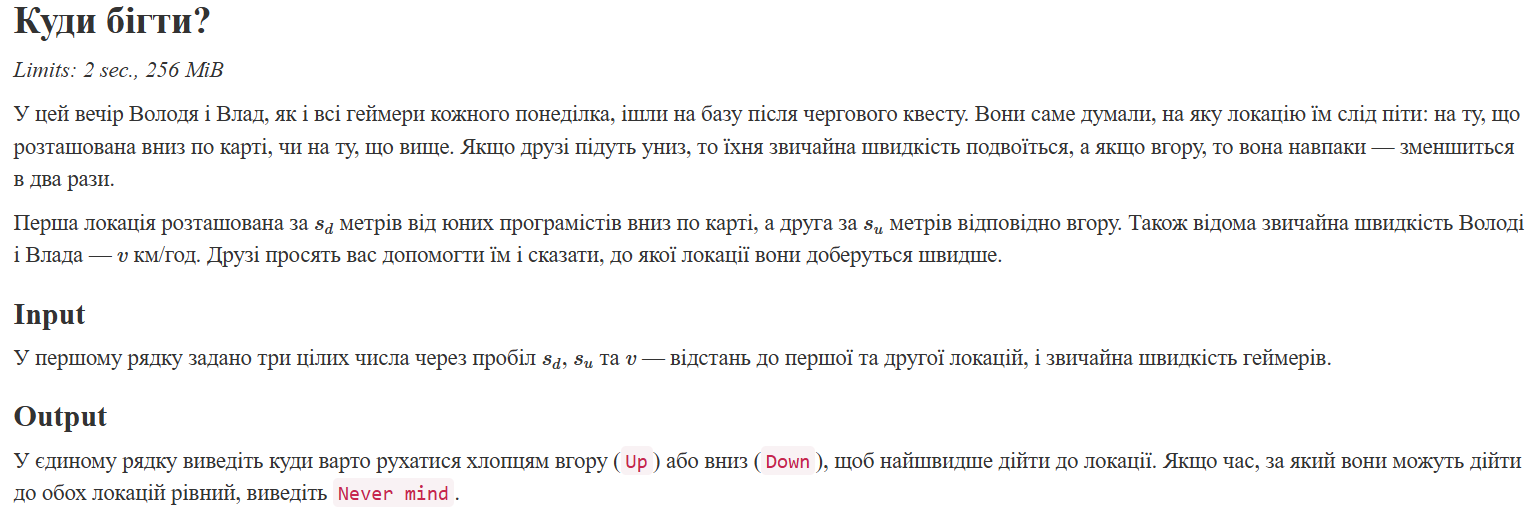 Куди бігти?
Limits: 2 sec., 256 MiB
У цей вечір Володя і Влад, як і всі геймери кожного понеділка, ішли на базу після чергового квесту. Вони саме думали, на яку локацію їм слід піти: на ту, що
розташована вниз по карті, чи на ту, що вище. Якщо друзі підуть униз, то їхня звичайна швидкість подвоїться, а якщо вгору, то вона навпаки — зменшиться
в два рази.
Перша локація розташована за s_d метрів від юних програмістів вниз по карті, а друга за s_u метрів відповідно вгору. Також відома звичайна швидкість Володі
і Влада — v км/год. Друзі просять вас допомогти їм і сказати, до якої локації вони доберуться швидше.
Input
У першому рядку задано три цілих числа через пробіл s_d, s_u та v — відстань до першої та другої локацій, і звичайна швидкість геймерів.
Output
У єдиному рядку виведіть куди варто рухатися хлопцям вгору (Up) або вниз (Down), щоб найшвидше дійти до локації. Якщо час, за який вони можуть дійти
до обох локацій рівний, виведіть Never mind.